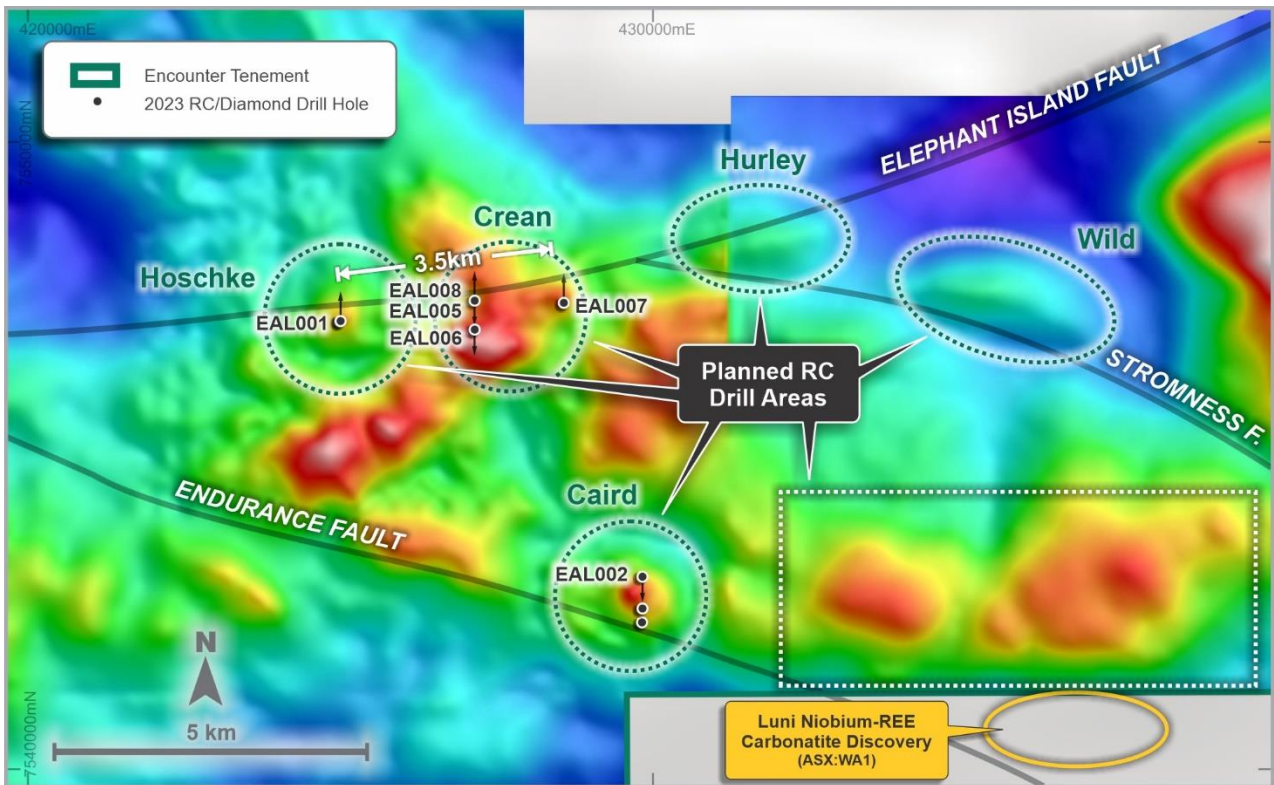 420000mE
430000mE
Encounter Tenement
2023 RC/Diamond Drill Hole
7550000mN
ELEPHANT ISLAND FAULT
Hurley
Crean
Wild
Hoschke
3.5km
EAL008
EAL001
EAL005
EAL007
EAL006
Planned RC
Drill Areas
STROMNESS F.
ENDURANCE FAULT
Caird
EAL002
N
5 km
7540000mN
Luni Niobium-REE
Carbonatite Discovery
(ASX:WA1)